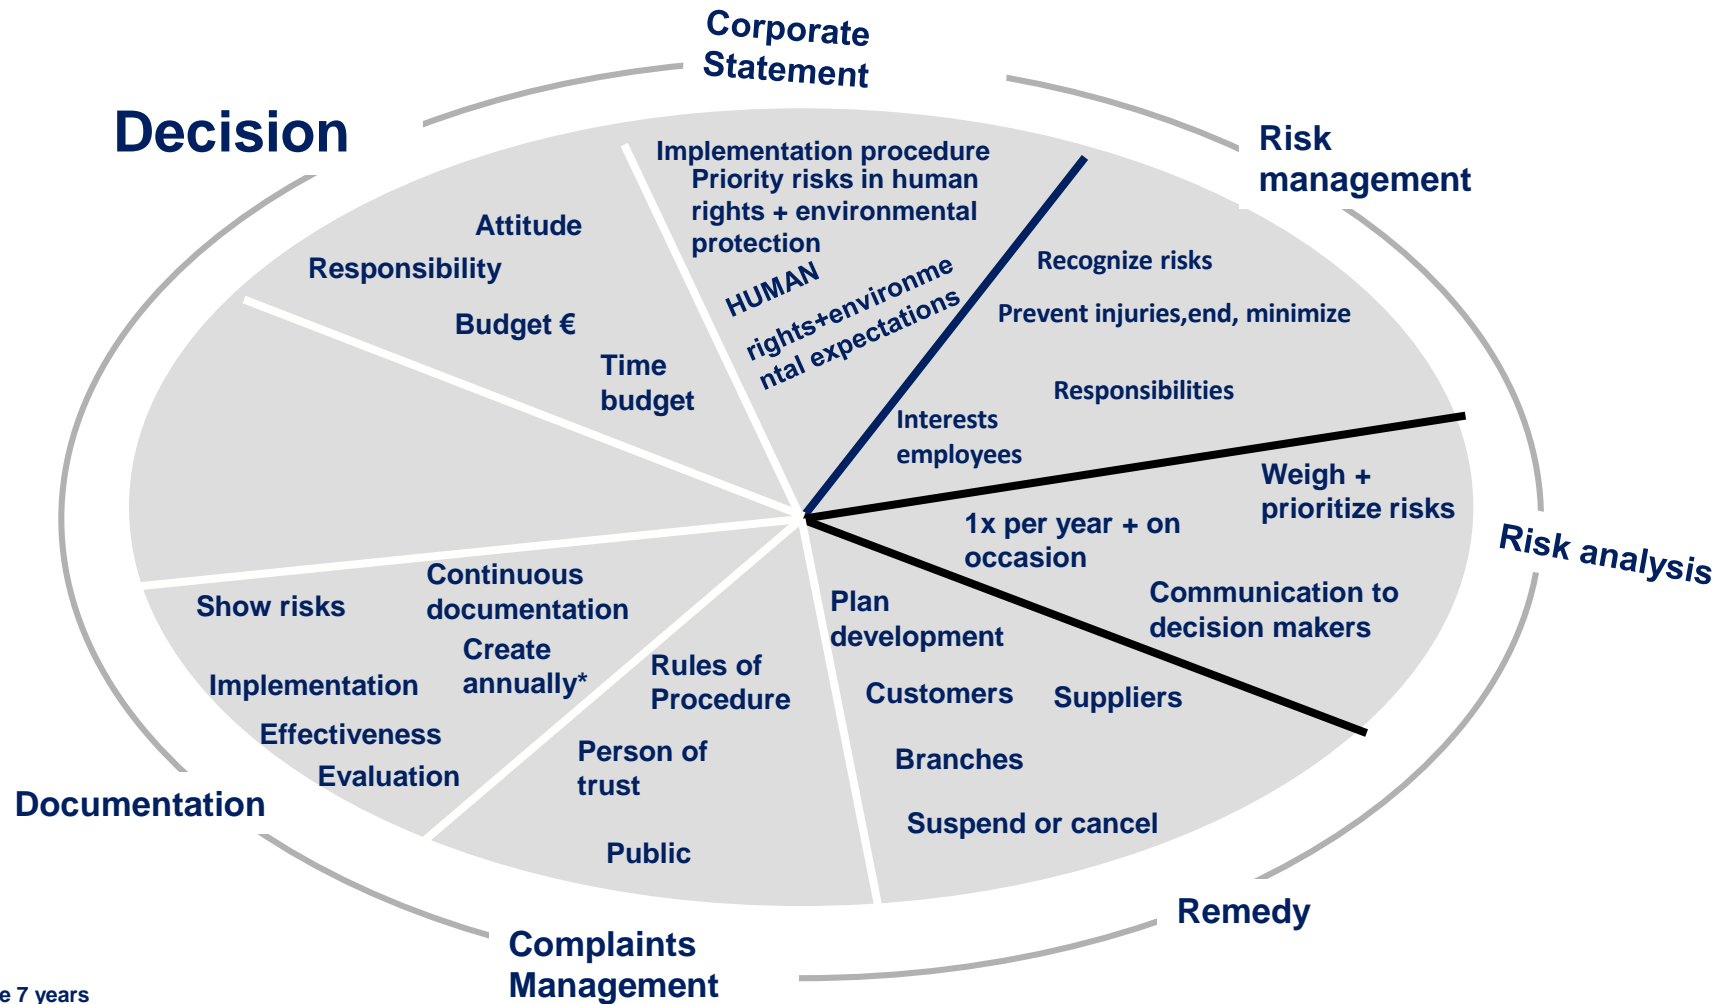 Corporate
Statement
Decision
Risk
management
Implementation procedure
Priority risks in human
rights + environmental
protection
HUMAN
rights+environme
ntal expectations
Attitude
Responsibility
Budget €
Time
budget
Recognize risks
Prevent injuries,end, minimize
Responsibilities
Interests
employees
Weigh +
prioritize risks
1x per year + on
occasion
Communication to
decision makers
Risk analysis
Plan
development
Customers
Suppliers
Branches
Suspend or cancel
Remedy
Rules of
Procedure
Person of
trust
Public
Complaints
Management
Continuous
documentation
Show risks
Create
annually*
Implementation
Effectiveness
Evaluation
Documentation
e 7 years